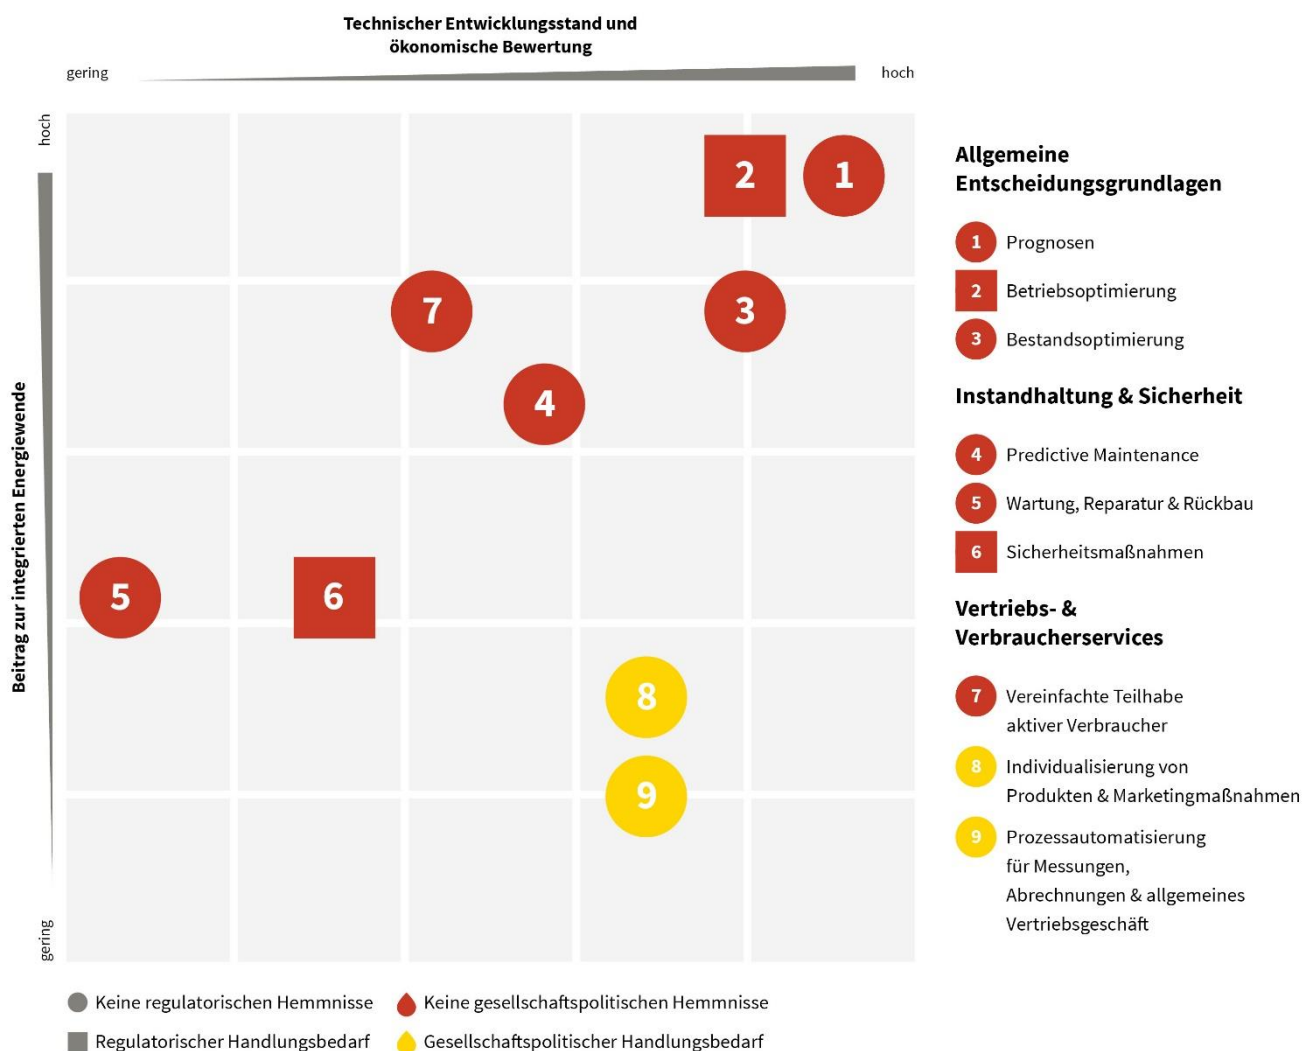 Technischer Entwicklungsstand und
ökonomische Bewertung
gering
hoch
hoch
Beitrag zur integrierten Energiewende
gering
2
1
7
3
4
5
6
8
9
Allgemeine
Entscheidungsgrundlagen
1 Prognosen
2 Betriebsoptimierung
3 Bestandsoptimierung
Instandhaltung & Sicherheit
4 Predictive Maintenance
5 Wartung, Reparatur & Rückbau
6 Sicherheitsmaßnahmen
Vertriebs- &
Verbraucherservices
7 Vereinfachte Teilhabe
aktiver Verbraucher
8 Individualisierung von
Produkten & Marketingmaßnahmen
9 Prozessautomatisierung
für Messungen,
Abrechnungen & allgemeines
Vertriebsgeschäft
Keine regulatorischen Hemmnisse
Keine gesellschaftspolitischen Hemmnisse
Regulatorischer Handlungsbedarf
Gesellschaftspolitischer Handlungsbedarf